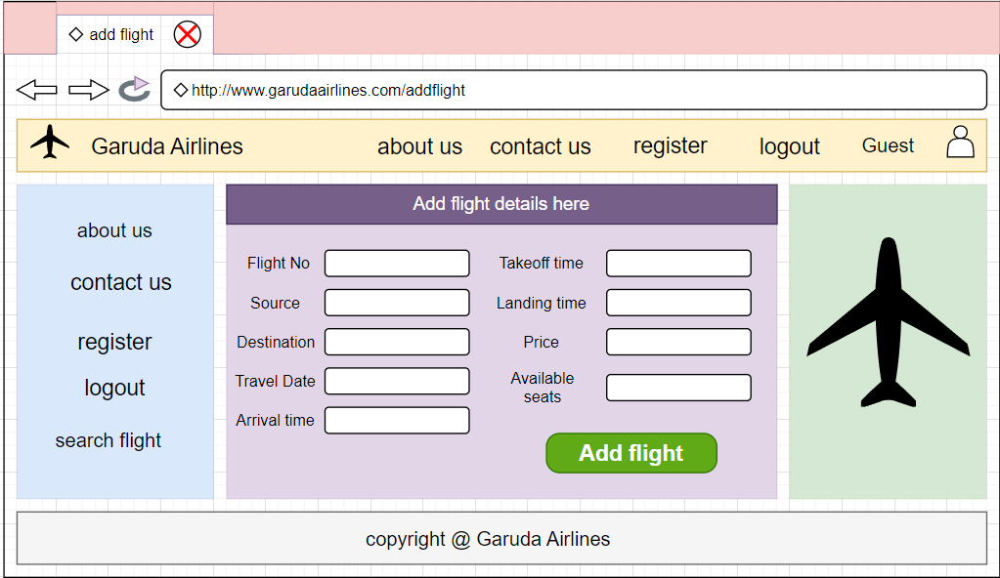 add flight
http://www.garudaairlines.com/addflight
Garuda Airlines about us contact us register logout Guest
about us
contact us
register
logout
search flight
Add flight details here
Flight No
Source
Destination
Travel Date
Arrival time
Takeoff time
Landing time
Price
Available
seats
Add flight
copyright @ Garuda Airlines